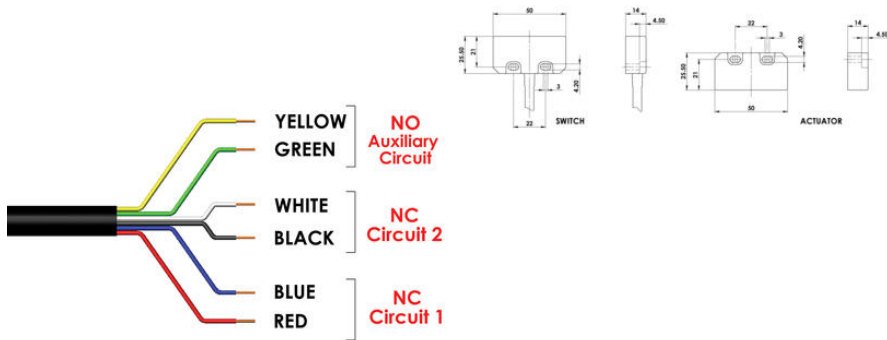 50
14
4.50
25.50
21
4.20
3
22
SWITCH
22
3
14
4.50
4.20
25.50
21
50
ACTUATOR
YELLOW
GREEN
NO
Auxiliary
Circuit
WHITE
BLACK
NC
Circuit 2
BLUE
RED
NC
Circuit 1